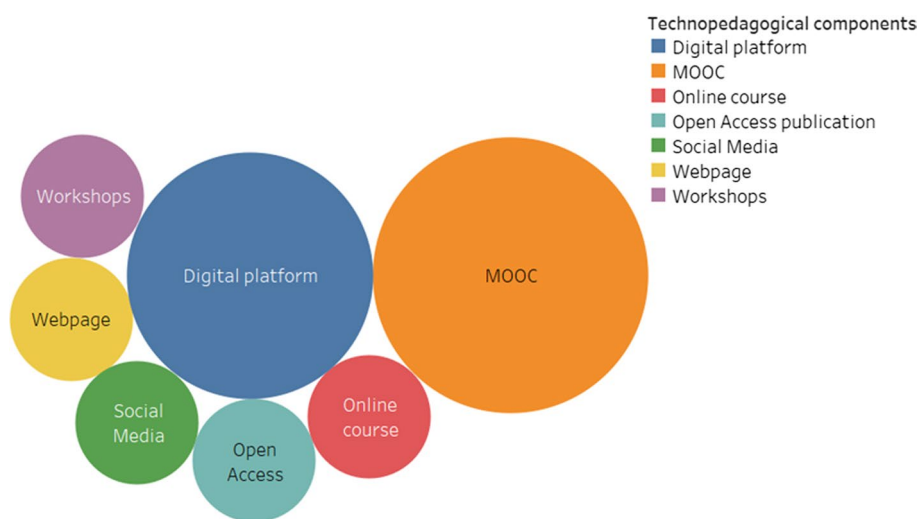 Technopedagogical components
Digital platform
MOOC
Online course
Open Access publication
Social Media
Webpage
Workshops
Workshops
Digital platform
MOOC
Webpage
Social
Media
Online
course
Open
Access